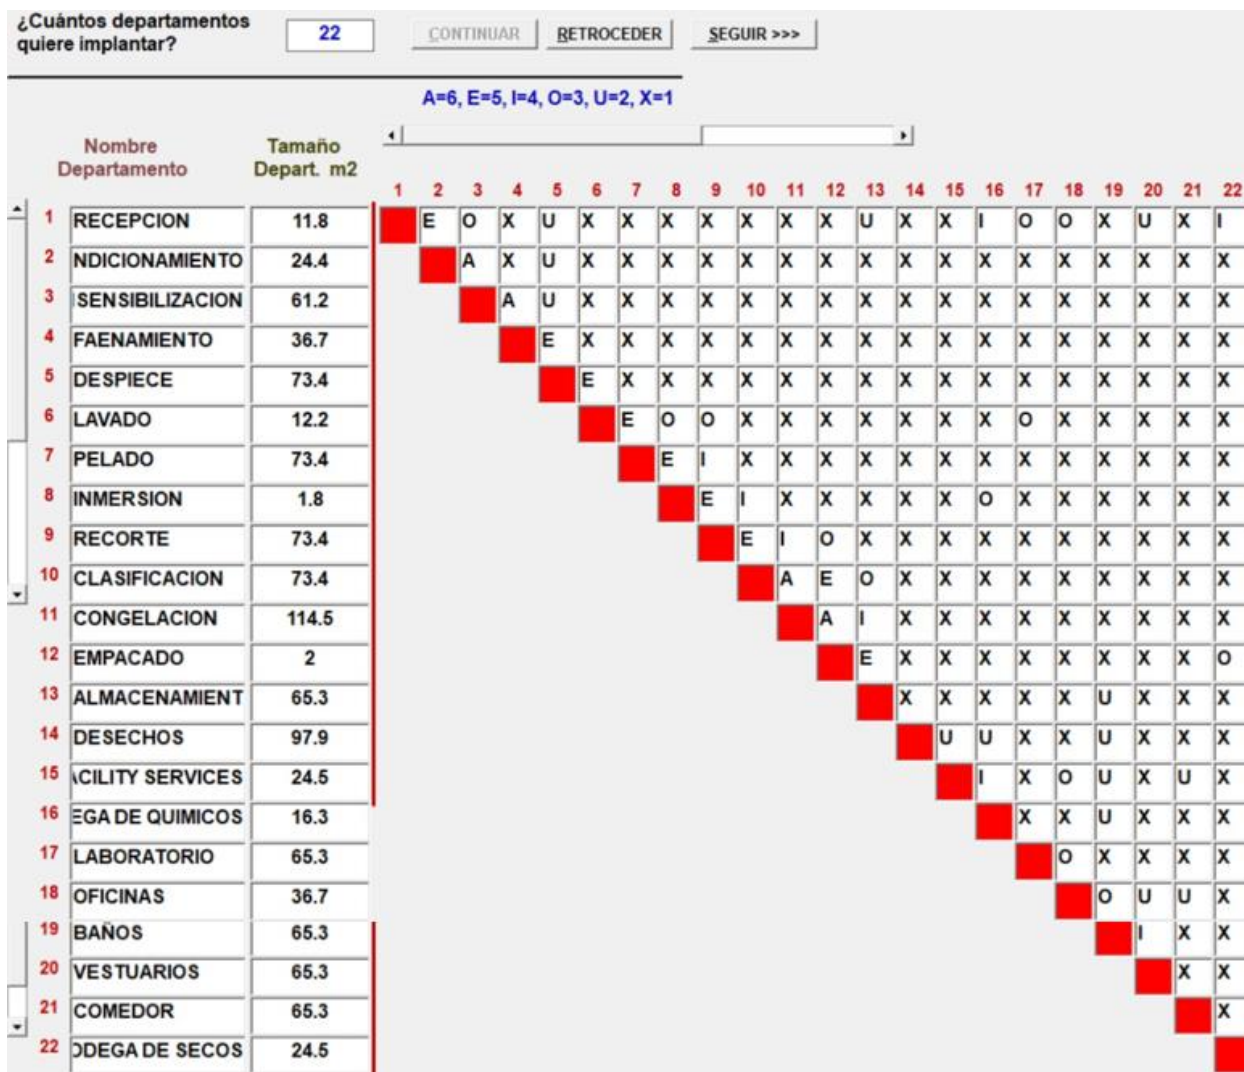 ¿Cuántos departamentos
quiere implantar?
22
CONTINUAR
RETROCEDER
SEGUIR >>>
A=6, E=5, I=4, O=3, U=2, X=1
Nombre
Departamento
Tamaño
Depart. m2
1 2 3 4 5 6 7 8 9 10 11 12 13 14 15 16 17 18 19 20 21 22
1 RECEPCION 11.8 E O X U X X X X X X X U X X I O O X U X I
2 NDICIONAMIENTO 24.4 A X U X X X X X X X X X X X X X X X X X
3 ISENSIBILIZACION 61.2 A U X X X X X X X X X X X X X X X X X
4 FAENAMIENTO 36.7 E X X X X X X X X X X X X X X X X X
5 DESPIECE 73.4 E X X X X X X X X X X X X X X X X
6 LAVADO 12.2 E O O X X X X X X X O X X X X X
7 PELADO 73.4 E I X X X X X X X X X X X X X
8 INMERSION 1.8 E I X X X X X O X X X X X X
9 RECORTE 73.4 E I O X X X X X X X X X X
10 CLASIFICACION 73.4 A E O X X X X X X X X X
11 CONGELACION 114.5 A I X X X X X X X X X
12 EMPACADO 2 E X X X X X X X X O
13 ALMACENAMIENT 65.3 X X X X X U X X X
14 DESECHOS 97.9 U U X X U X X X
15 ACILITY SERVICES 24.5 I X O U X U X
16 EGA DE QUIMICOS 16.3 X X U X X X
17 LABORATORIO 65.3 O X X X X
18 OFICINAS 36.7 O U U X
19 BAÑOS 65.3 I X X
20 VESTUARIOS 65.3 X X
21 COMEDOR 65.3 X
22 ODEGA DE SECOS 24.5